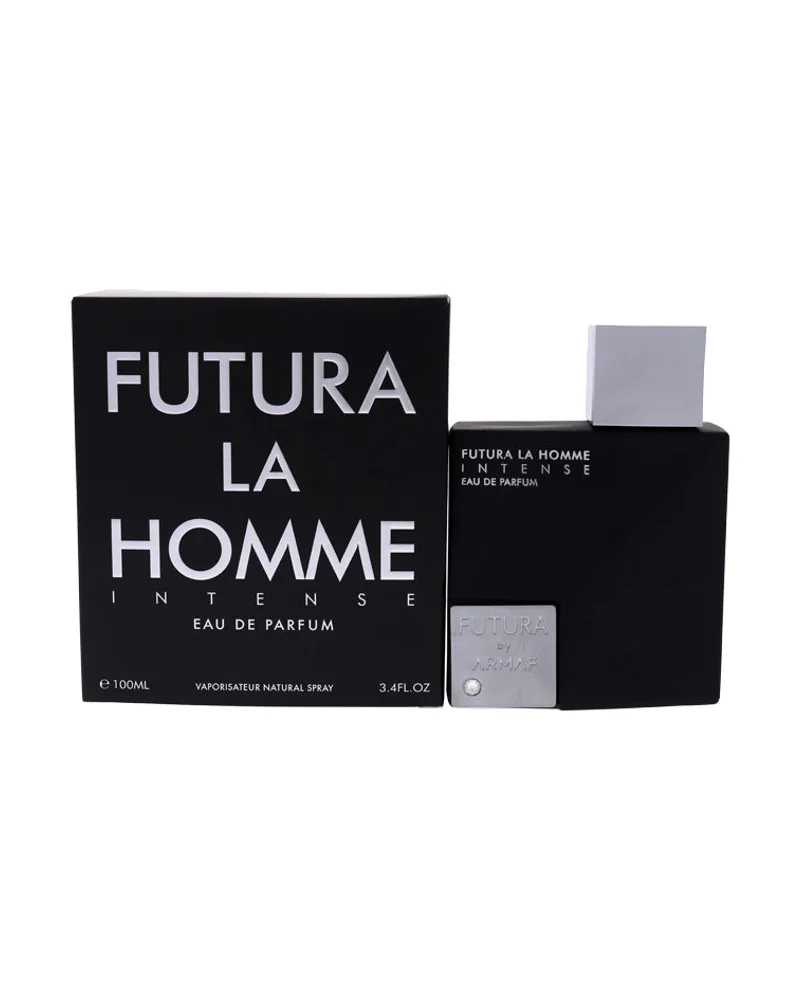 FUTURA
LA
HOMME
INTENSE
EAU DE PARFUM
℮ 100ML VAPORISATEUR NATURAL SPRAY 3.4FL.OZ
FUTURA LA HOMME
INTENSE
EAU DE PARFUM
FUTURA
by
ARMAF